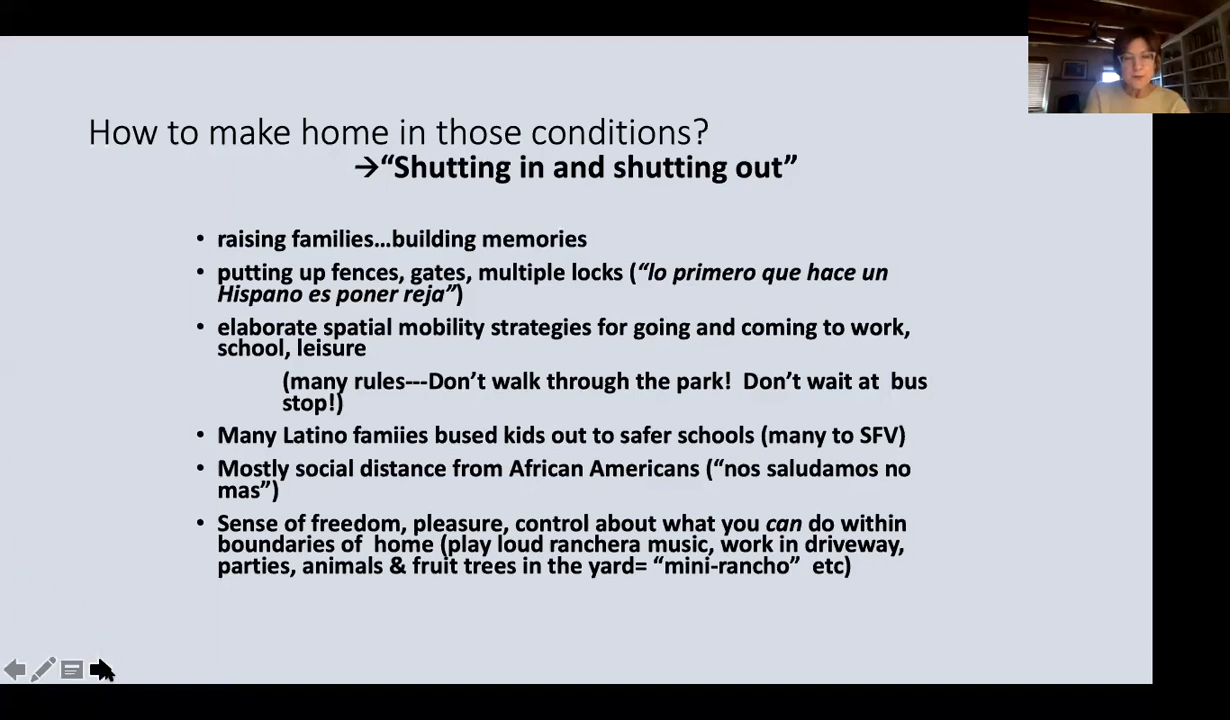 How to make home in those conditions?
→“Shutting in and shutting out”
• raising families…building memories
• putting up fences, gates, multiple locks (“lo primero que hace un
Hispano es poner reja”)
• elaborate spatial mobility strategies for going and coming to work,
school, leisure
(many rules---Don’t walk through the park!  Don’t wait at  bus
stop!)
• Many Latino famiies bused kids out to safer schools (many to SFV)
• Mostly social distance from African Americans (“nos saludamos no
mas”)
• Sense of freedom, pleasure, control about what you can do within
boundaries of  home (play loud ranchera music, work in driveway,
parties, animals & fruit trees in the yard= “mini-rancho”  etc)